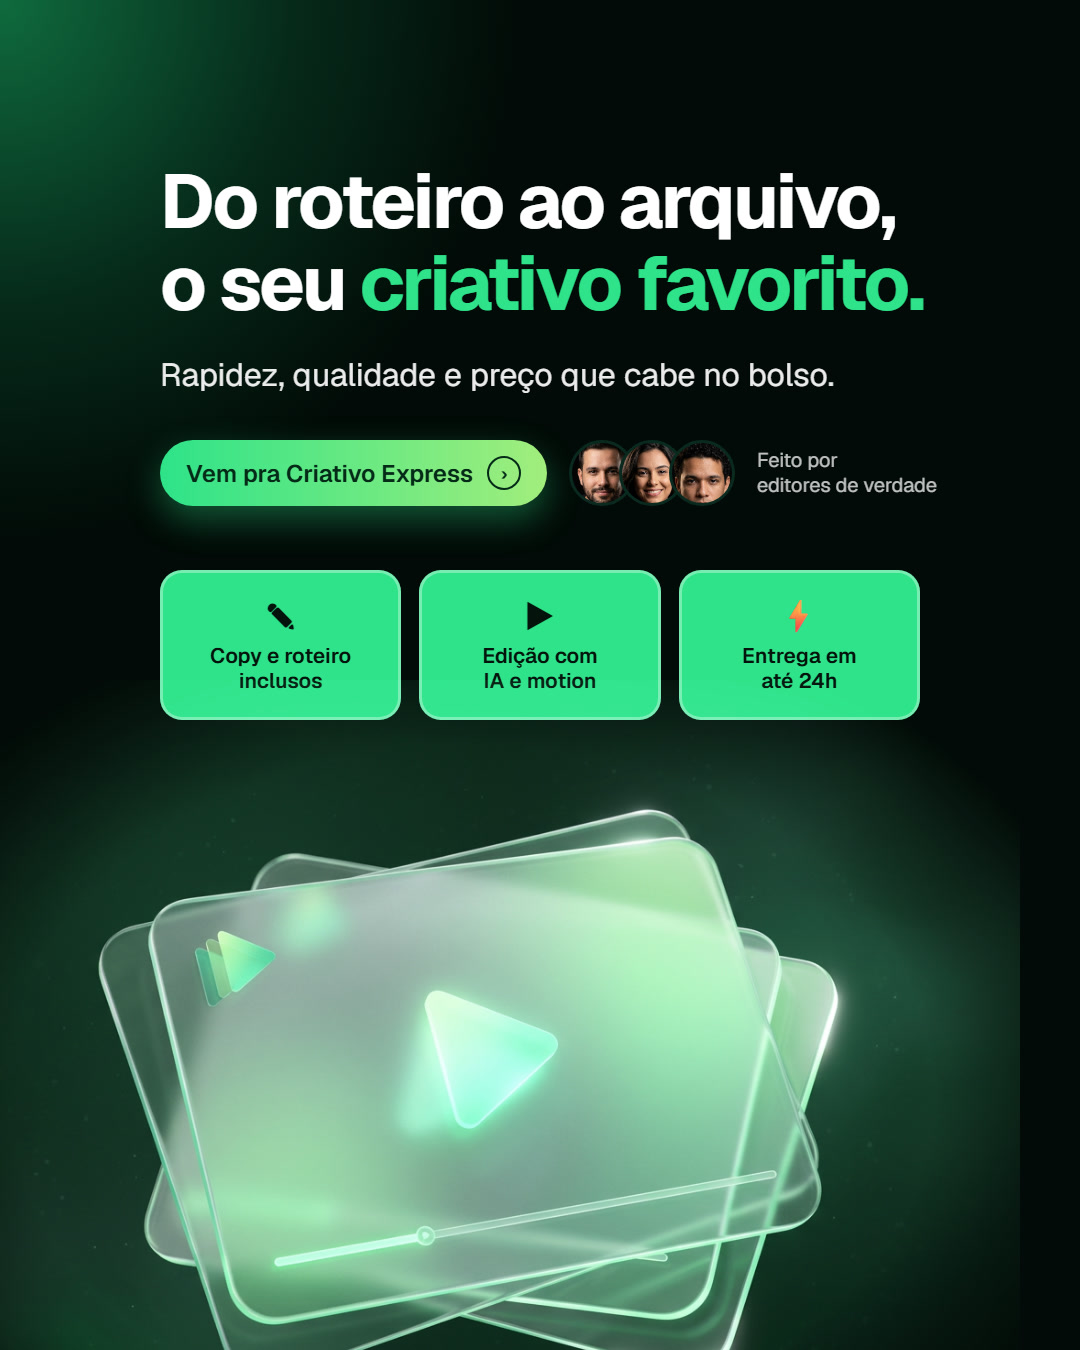 Do roteiro ao arquivo,
o seu criativo favorito.
Rapidez, qualidade e preço que cabe no bolso.
Vem pra Criativo Express
Feito por
editores de verdade
Copy e roteiro
inclusos
Edição com
IA e motion
Entrega em
até 24h